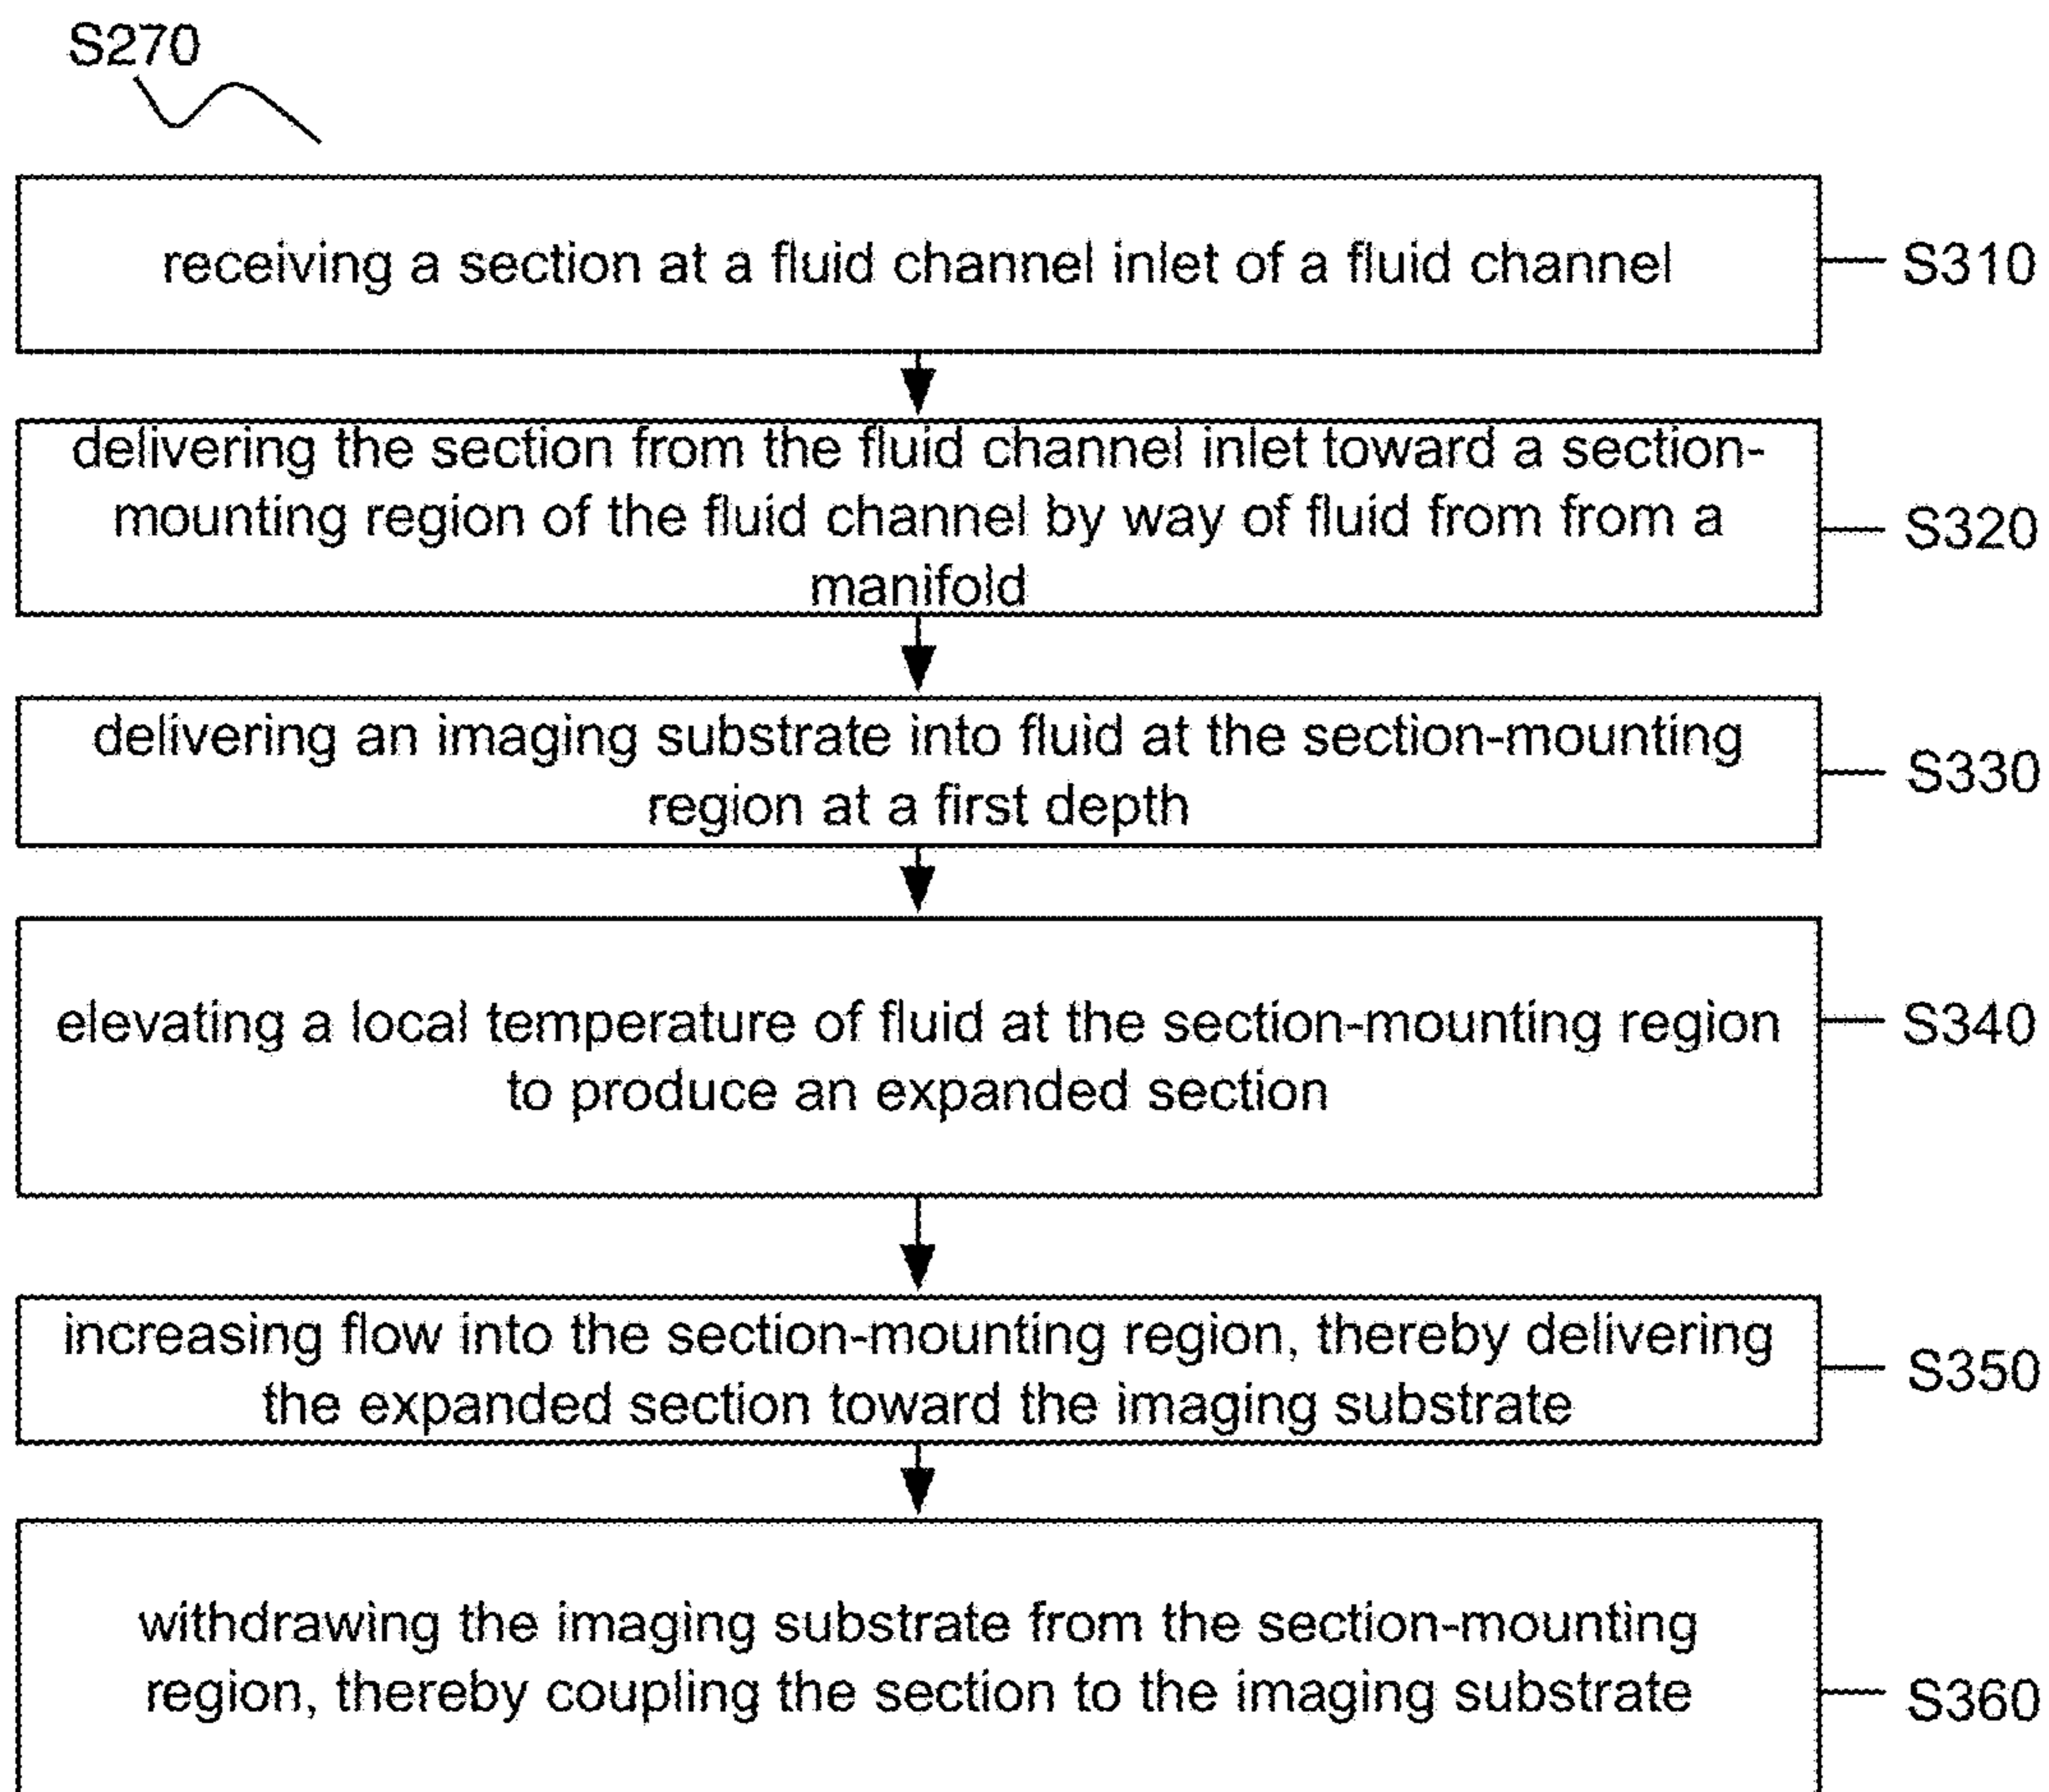 S270
receiving a section at a fluid channel inlet of a fluid channel
S310
delivering the section from the fluid channel inlet toward a section-
mounting region of the fluid channel by way of fluid from from a
manifold
S320
delivering an imaging substrate into fluid at the section-mounting
region at a first depth
S330
elevating a local temperature of fluid at the section-mounting region
to produce an expanded section
S340
increasing flow into the section-mounting region, thereby delivering
the expanded section toward the imaging substrate
S350
withdrawing the imaging substrate from the section-mounting
region, thereby coupling the section to the imaging substrate
S360